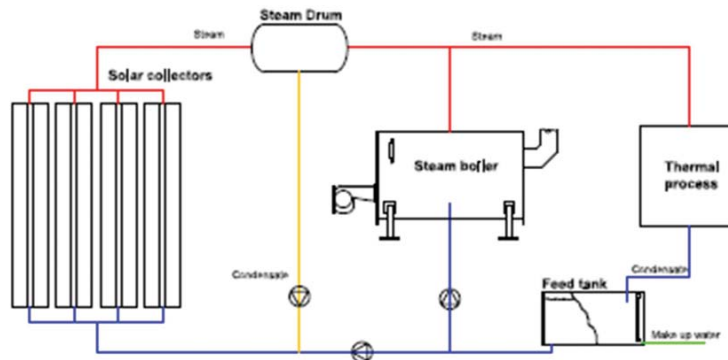 Steam Drum
Steam
Steam
Solar collectors
Steam boiler
Thermal
process
Condensate
Condensate
Feed tank
Make up water